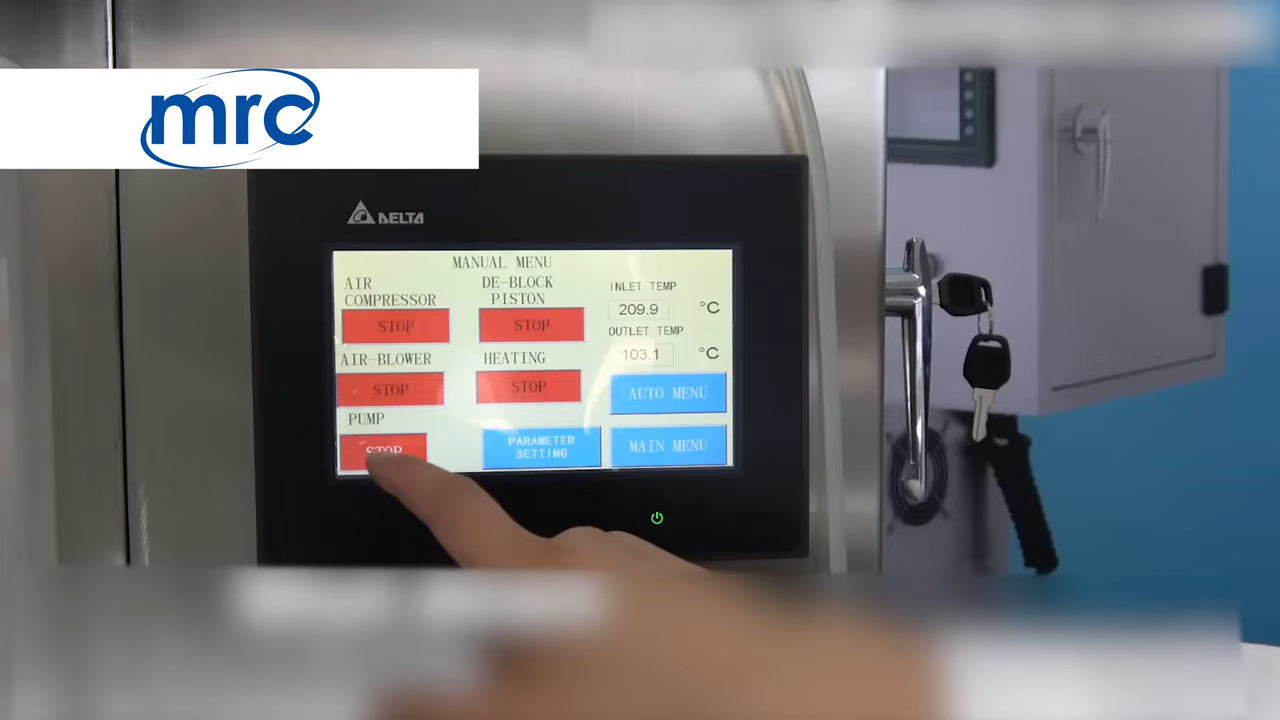 mrc
DELTA
MANUAL MENU
AIR
COMPRESSOR
STOP
DE-BLOCK
PISTON
STOP
INLET TEMP
209.9 °C
OUTLET TEMP
103.1 °C
AIR-BLOWER
STOP
HEATING
STOP
AUTO MENU
PUMP
STOP
PARAMETER
SETTING
MAIN MENU